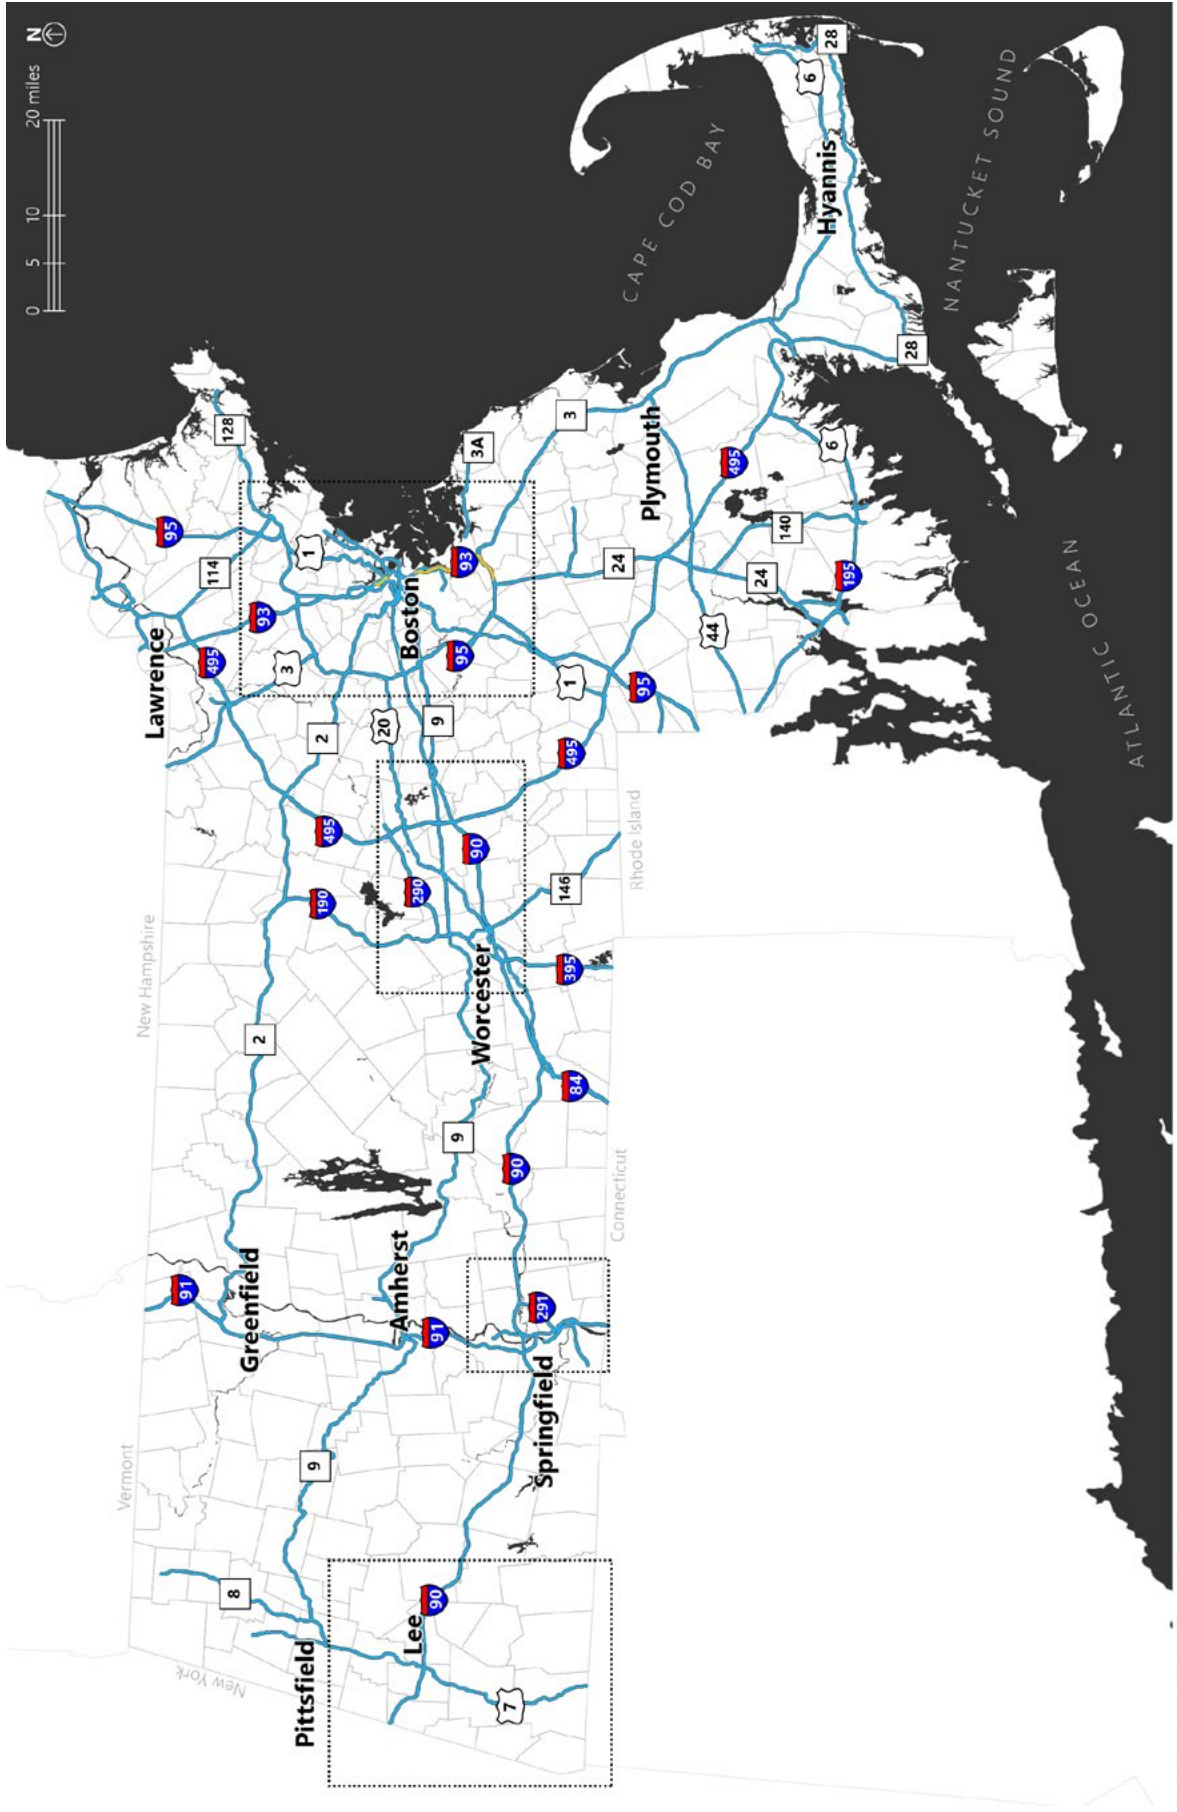 N
0 5 10 20 miles
New York
Vermont
New Hampshire
Connecticut
Rhode Island
CAPE COD BAY
NANTUCKET SOUND
ATLANTIC OCEAN
Pittsfield
Lee
Greenfield
Amherst
Springfield
Worcester
Lawrence
Boston
Plymouth
Hyannis
8
7
90
9
91
91
291
90
9
2
84
395
190
290
146
90
495
2
20
9
495
495
3
93
114
95
128
1
93
95
3A
3
1
95
24
44
24
140
195
495
6
28
6
28